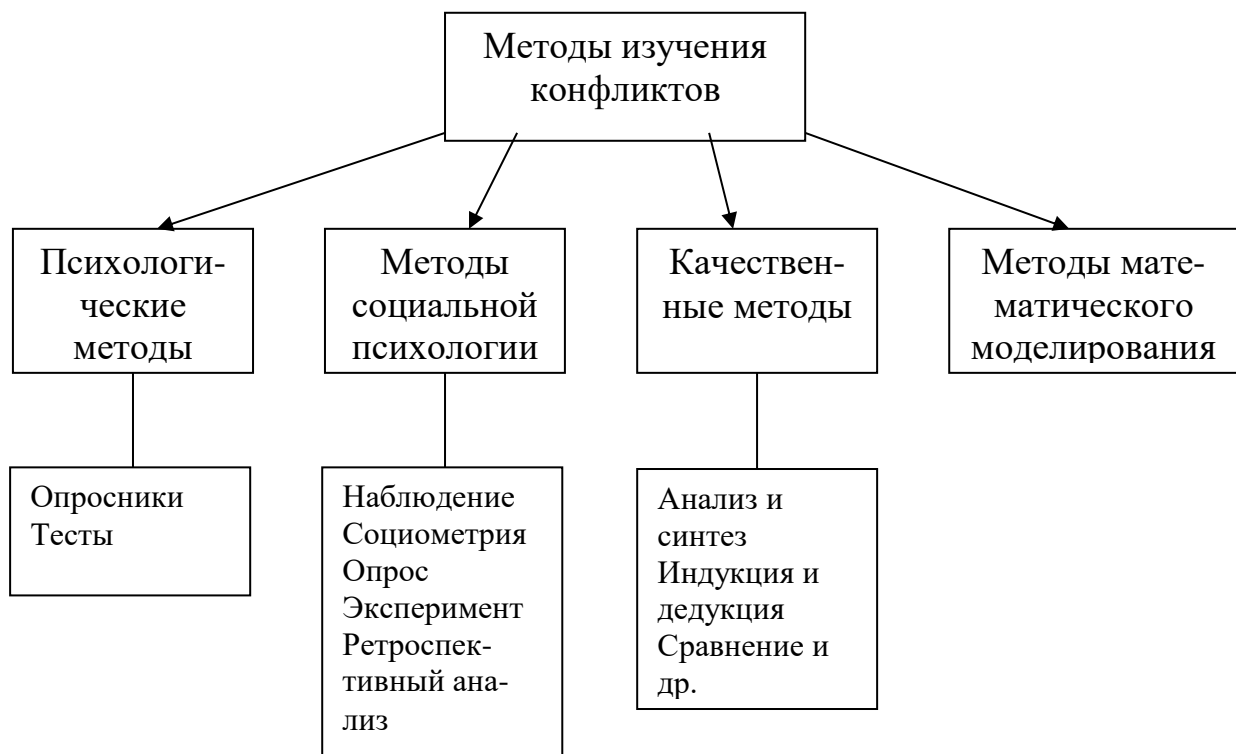 Методы изучения
конфликтов
Психологи-
ческие
методы
Методы
социальной
психологии
Качествен-
ные методы
Методы мате-
матического
моделирования
Опросники
Тесты
Наблюдение
Социометрия
Опрос
Эксперимент
Ретроспек-
тивный ана-
лиз
Анализ и
синтез
Индукция и
дедукция
Сравнение и
др.